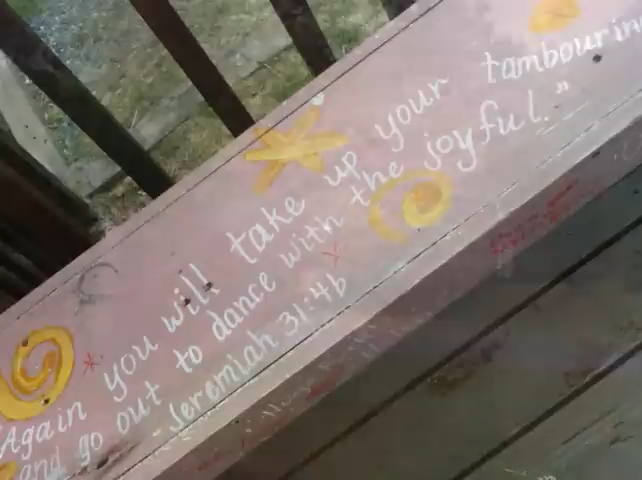 Again you will take up your tambourin
and go out to dance with the joyful."
-Jeremiah 31:4b